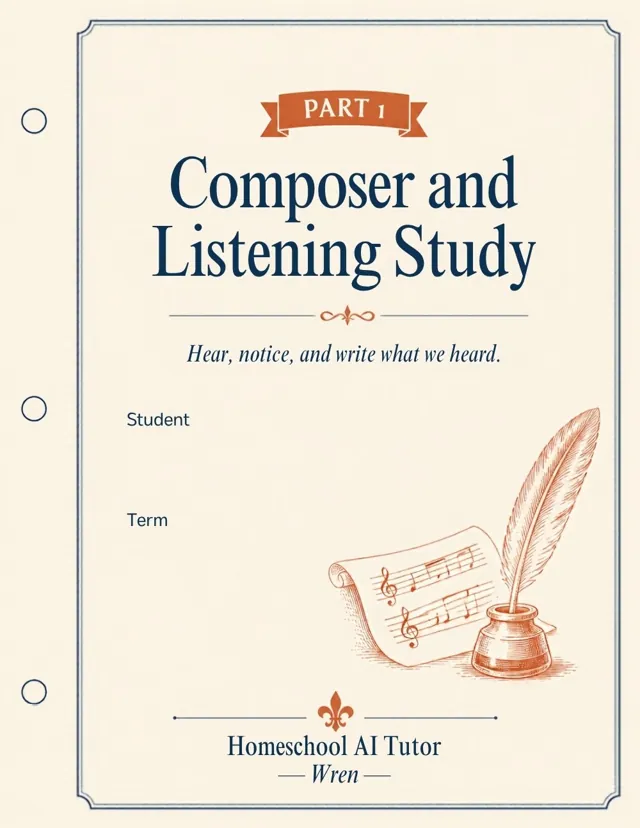 PART 1
Composer and
Listening Study
Hear, notice, and write what we heard.
Student
Term
Homeschool AI Tutor
Wren